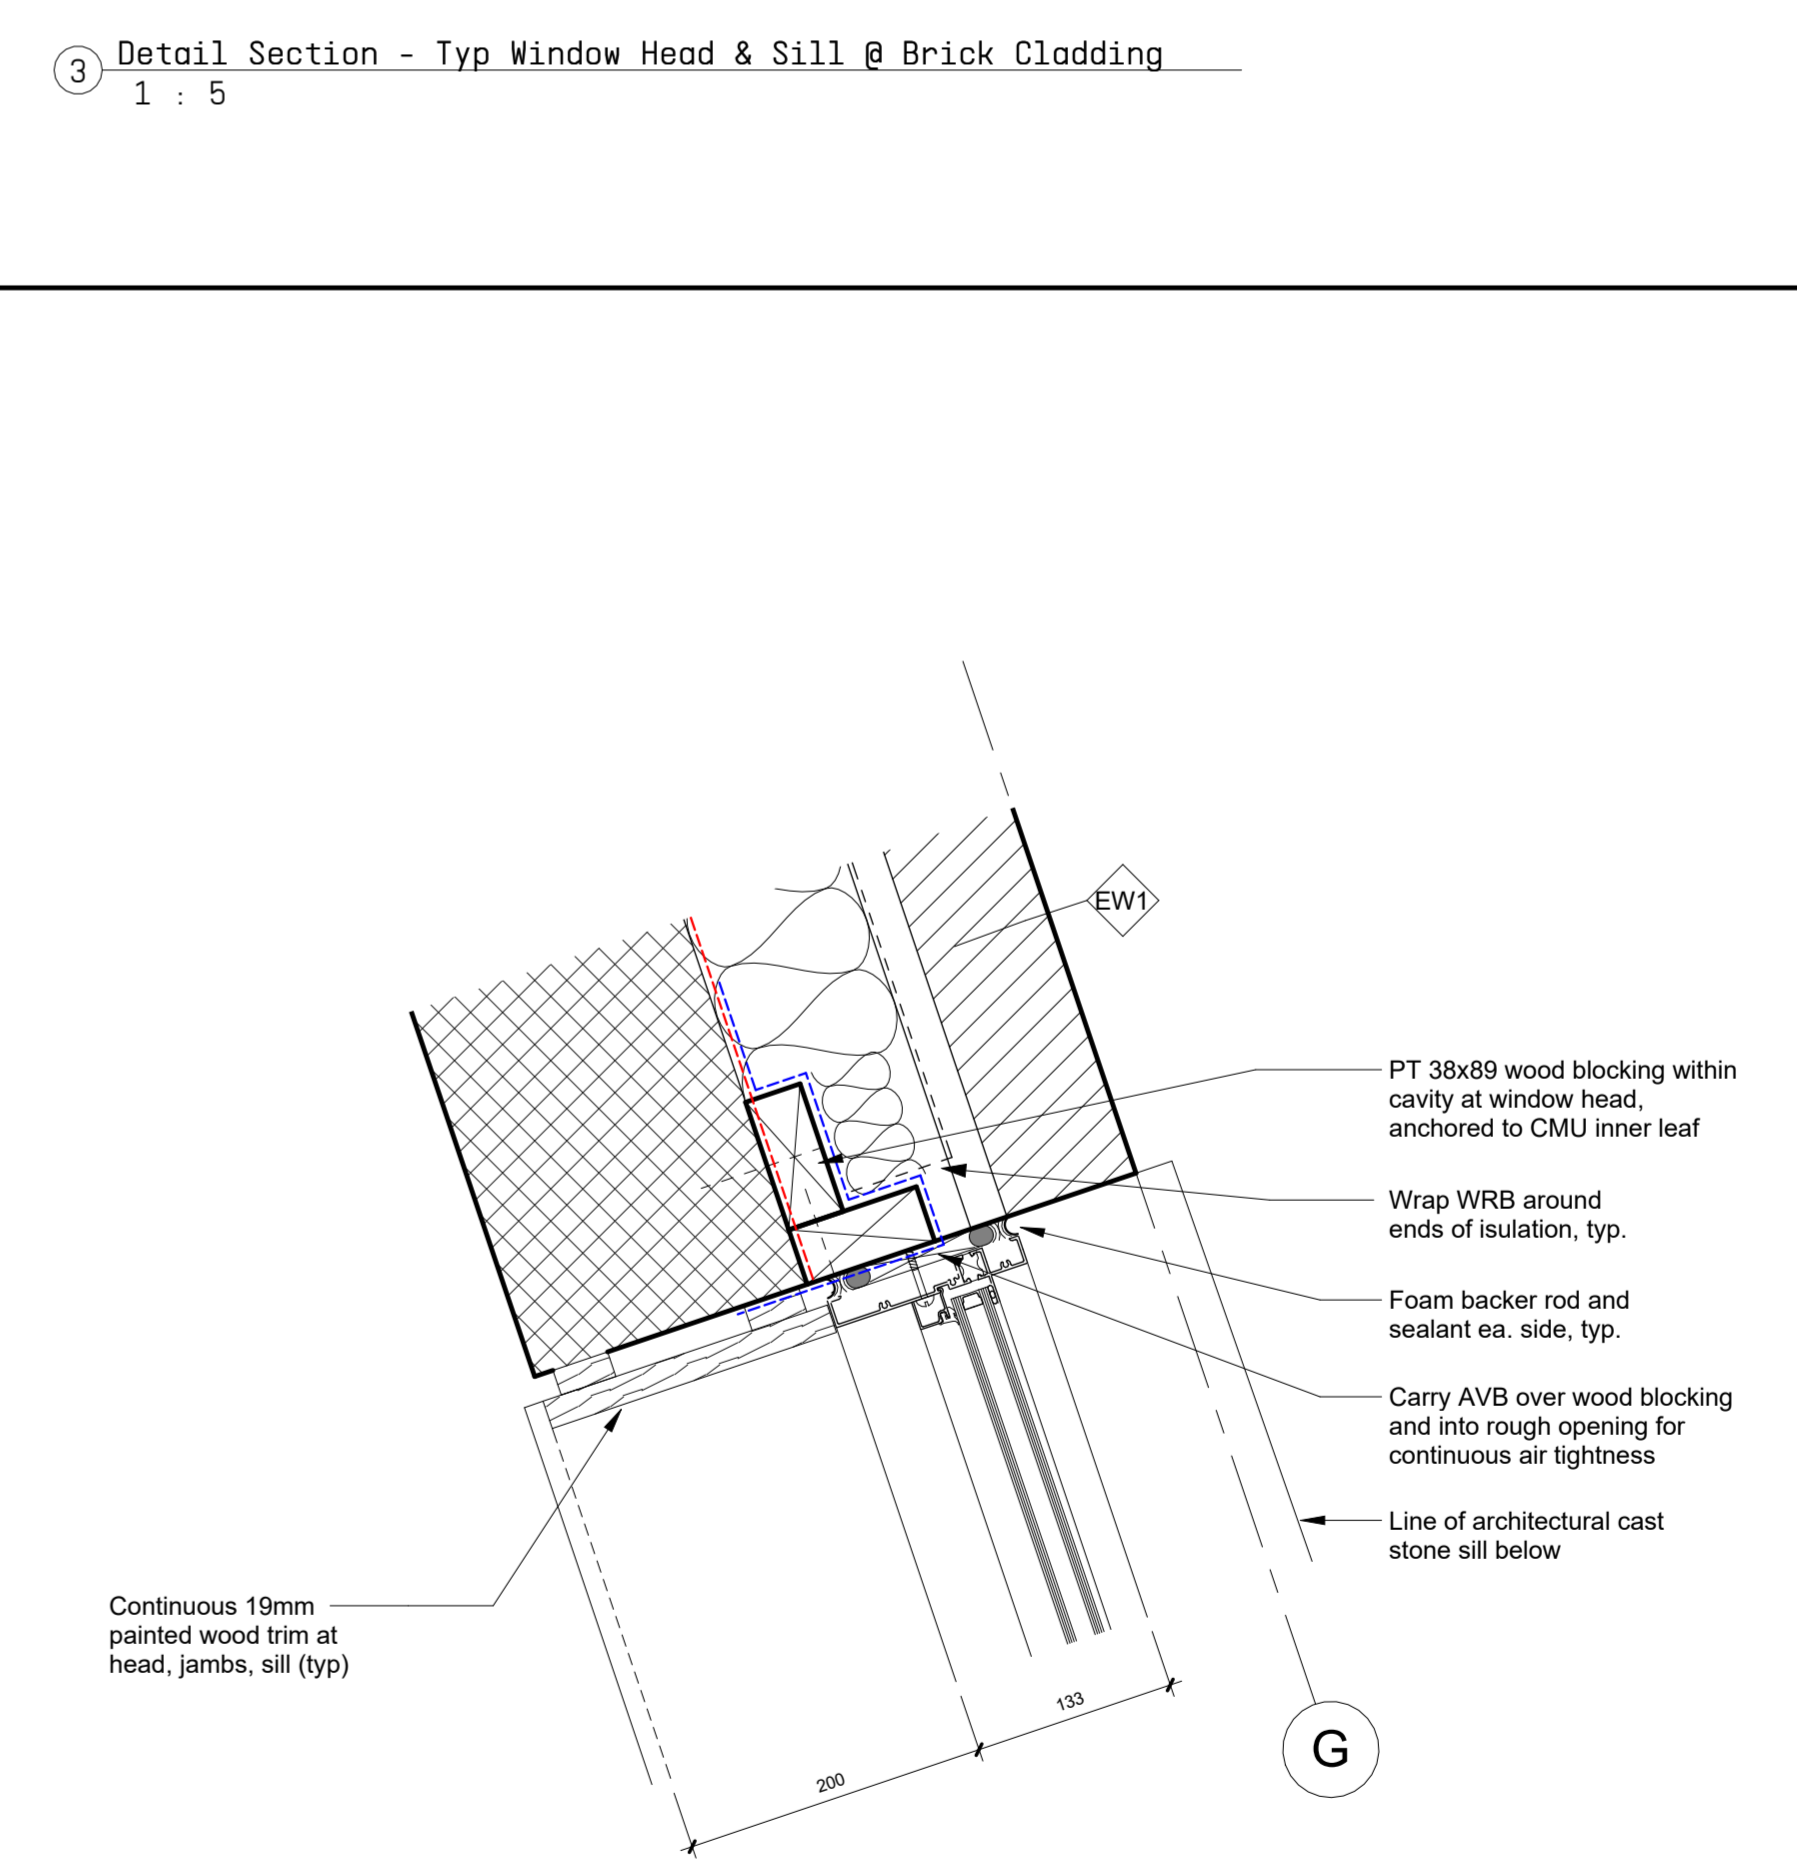 3
Detail Section - Typ Window Head & Sill @ Brick Cladding
1 : 5
EW1
PT 38x89 wood blocking within
cavity at window head,
anchored to CMU inner leaf
Wrap WRB around
ends of isulation, typ.
Foam backer rod and
sealant ea. side, typ.
Carry AVB over wood blocking
and into rough opening for
continuous air tightness
Line of architectural cast
stone sill below
Continuous 19mm
painted wood trim at
head, jambs, sill (typ)
133
200
G